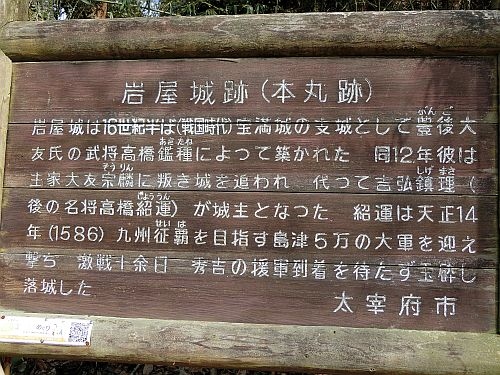 岩屋城跡(本丸跡)
岩屋城は16世紀半ば(戦国時代)宝満城の支城として豊後大
友氏の武将高橋鑑種によって築かれた 同12年彼は
主家大友宗麟に叛き城を追われ 代って吉弘鎮理(
後の名将高橋紹運)が城主となった 紹運は天正14
年(1586)九州征覇を目指す島津5万の大軍を迎え
撃ち 激戦十余日 秀吉の援軍到着を待たず玉砕し
落城した
太宰府市